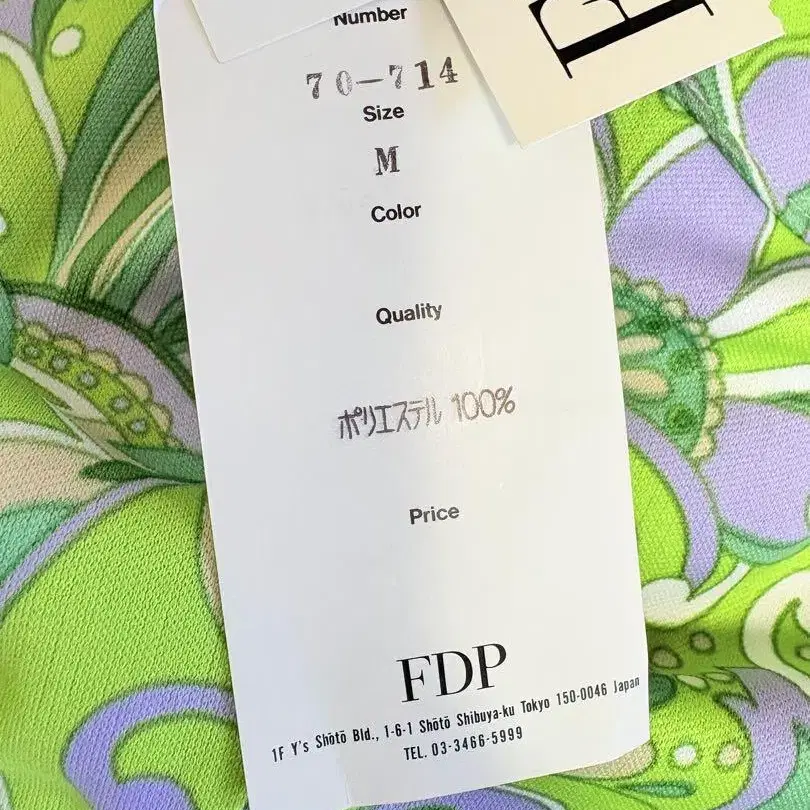 Number
70-714
Size
M
Color
Quality
ポリエステル 100%
Price
FDP
1F Y's Shōtō Bld., 1-6-1 Shōtō Shibuya-ku Tokyo 150-0046 Japan
TEL. 03-3466-5999